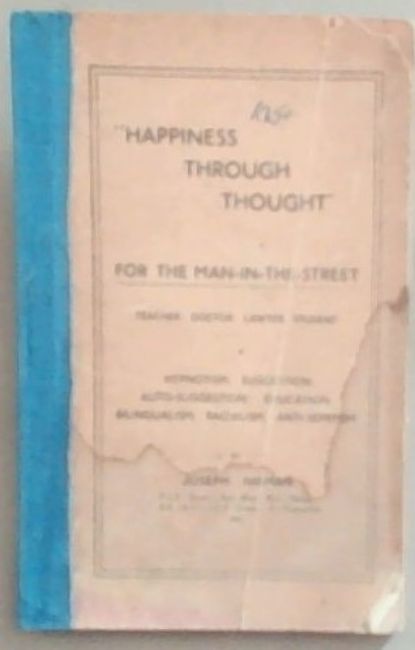 "HAPPINESS
THROUGH
THOUGHT"
FOR THE MAN-IN-THE-STREET
TEACHER DOCTOR LAWYER STUDENT
HYPNOTISM SUGGESTION
AUTO-SUGGESTION EDUCATION
BILINGUALISM RACIALISM ANTI-SEMITISM
JOSEPH